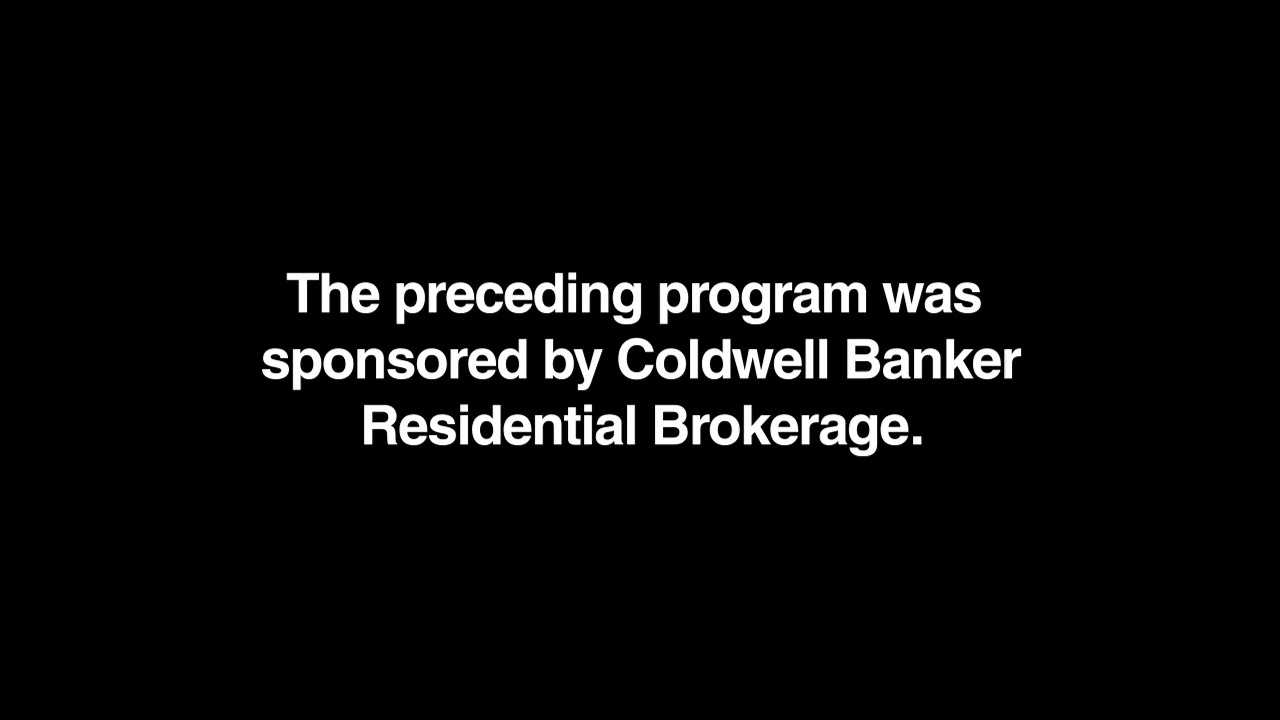 The preceding program was
sponsored by Coldwell Banker
Residential Brokerage.